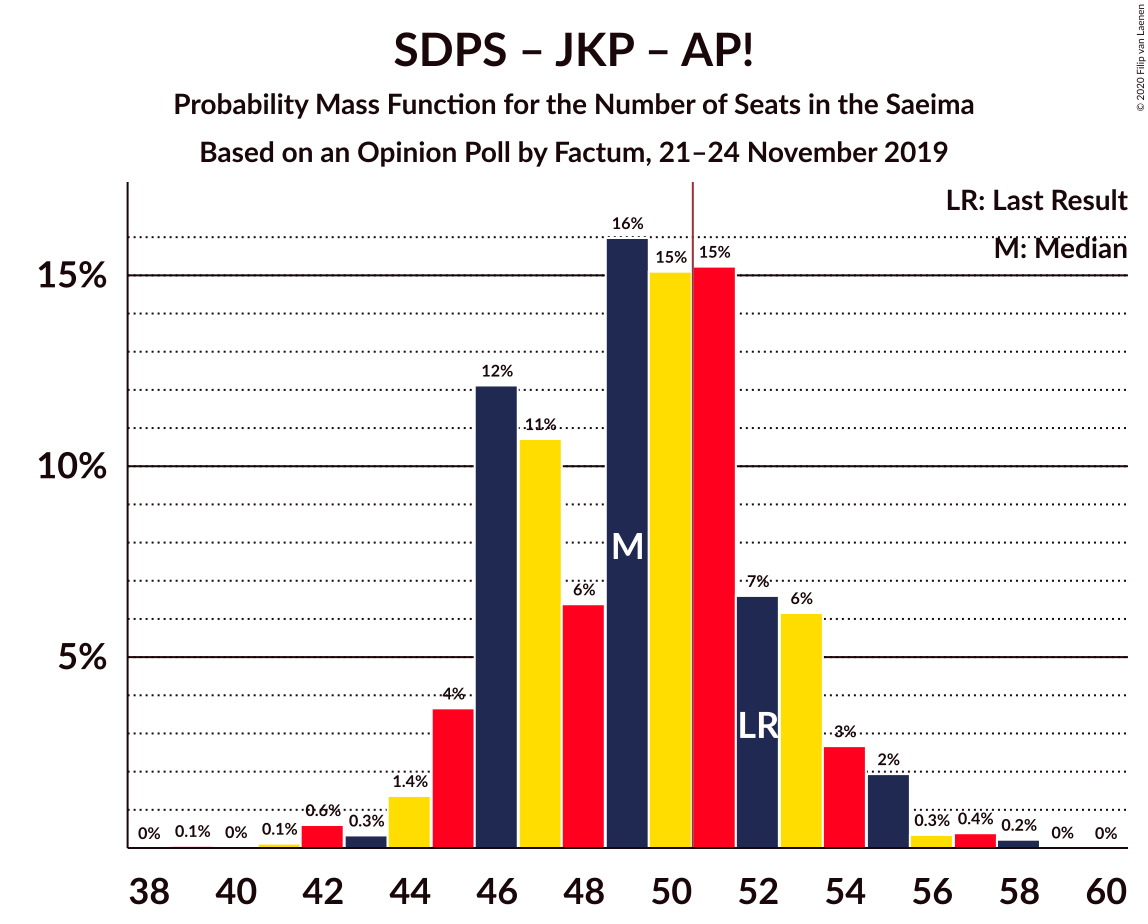 SDPS – JKP – AP!
Probability Mass Function for the Number of Seats in the Saeima
Based on an Opinion Poll by Factum, 21–24 November 2019
© 2020 Filip van Laenen
LR: Last Result
M: Median
15%
10%
5%
0% 0.1% 0% 0.1% 0.6% 0.3% 1.4% 4% 12% 11% 6% 16% 15% 15% 7% 6% 3% 2% 0.3% 0.4% 0.2% 0% 0%
M
LR
38 40 42 44 46 48 50 52 54 56 58 60